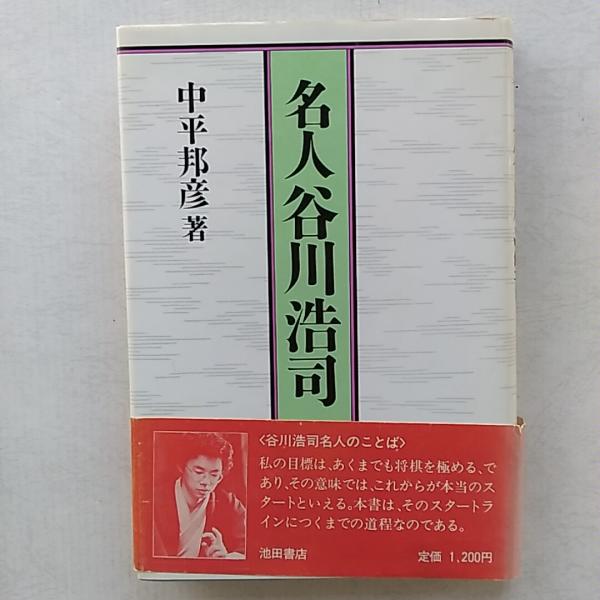 名人谷川浩司
中平邦彦 著
〈谷川浩司名人のことば〉
私の目標は、あくまでも将棋を極める、で
あり、その意味では、これからが本当のス
タートといえる。本書は、そのスタートラ
インにつくまでの道程なのである。
池田書店
定価 1,200円